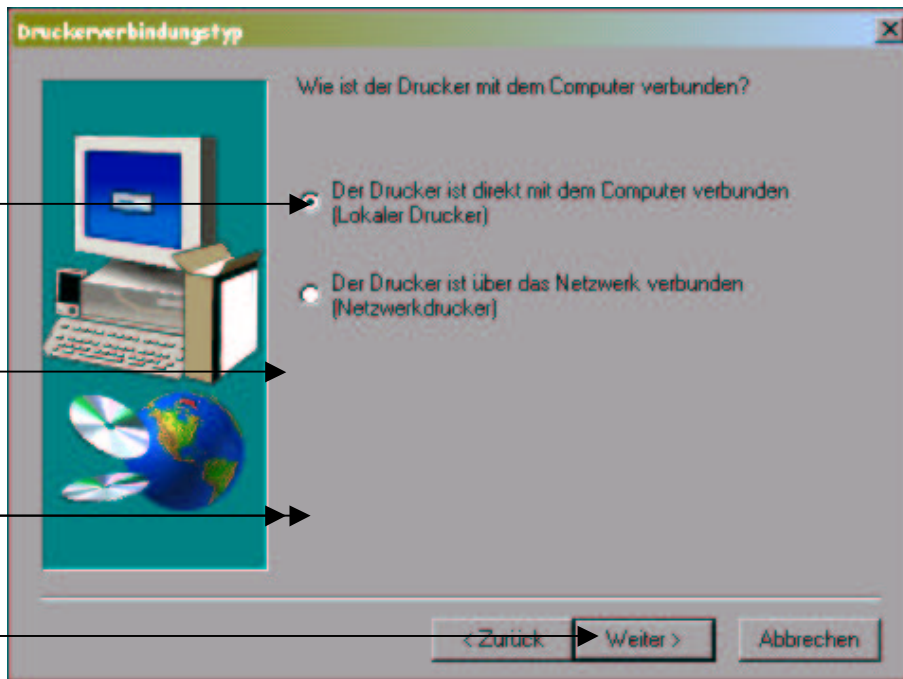 Druckerverbindungstyp
Wie ist der Drucker mit dem Computer verbunden?
Der Drucker ist direkt mit dem Computer verbunden
(Lokaler Drucker)
Der Drucker ist über das Netzwerk verbunden
(Netzwerkdrucker)
< Zurück Weiter > Abbrechen